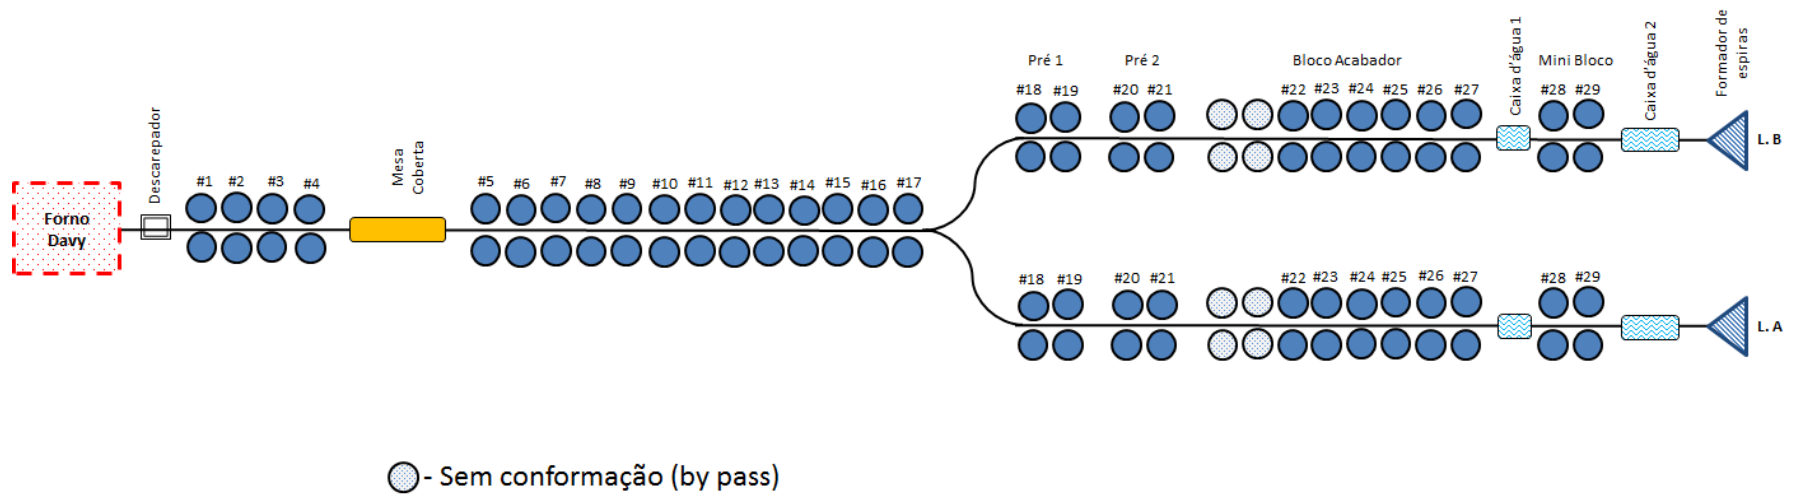 Pré 1
Pré 2
Bloco Acabador
Caixa d'água 1
Mini Bloco
Caixa d'água 2
Formador de
espiras
#18 #19
#20 #21
#22 #23 #24 #25 #26 #27
#28 #29
L. B
Descarepador
Mesa
Coberta
#1 #2 #3 #4
#5 #6 #7 #8 #9 #10 #11 #12 #13 #14 #15 #16 #17
Forno
Davy
#18 #19
#20 #21
#22 #23 #24 #25 #26 #27
#28 #29
L. A
- Sem conformação (by pass)